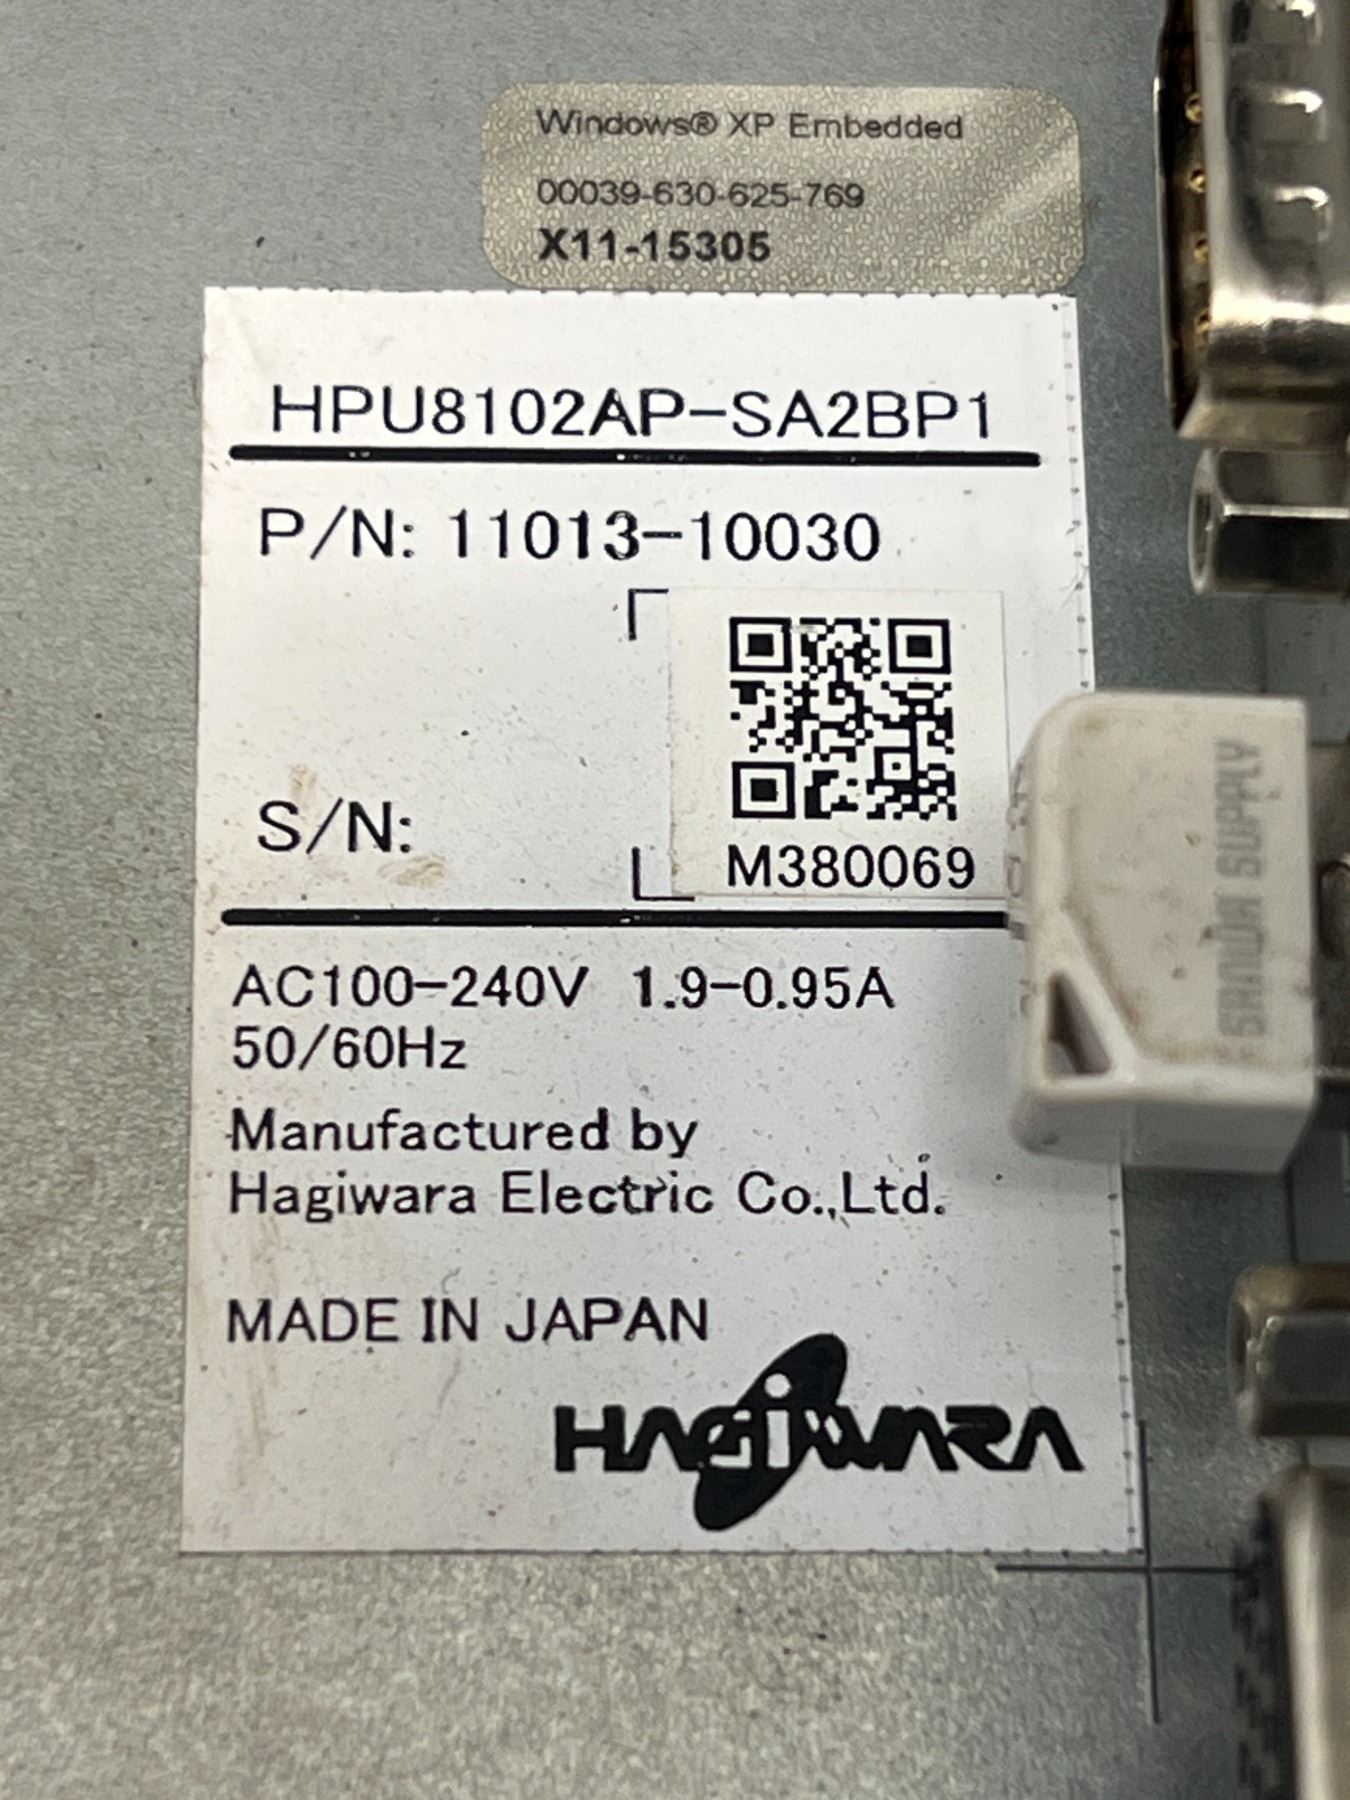 Windows® XP Embedded
00039-630-625-769
X11-15305
HPU8102AP-SA2BP1
P/N: 11013-10030
S/N:
M380069
AC100-240V 1.9-0.95A
50/60Hz
Manufactured by
Hagiwara Electric Co.,Ltd.
MADE IN JAPAN
HAGiWARA
SANWA SUPPLY